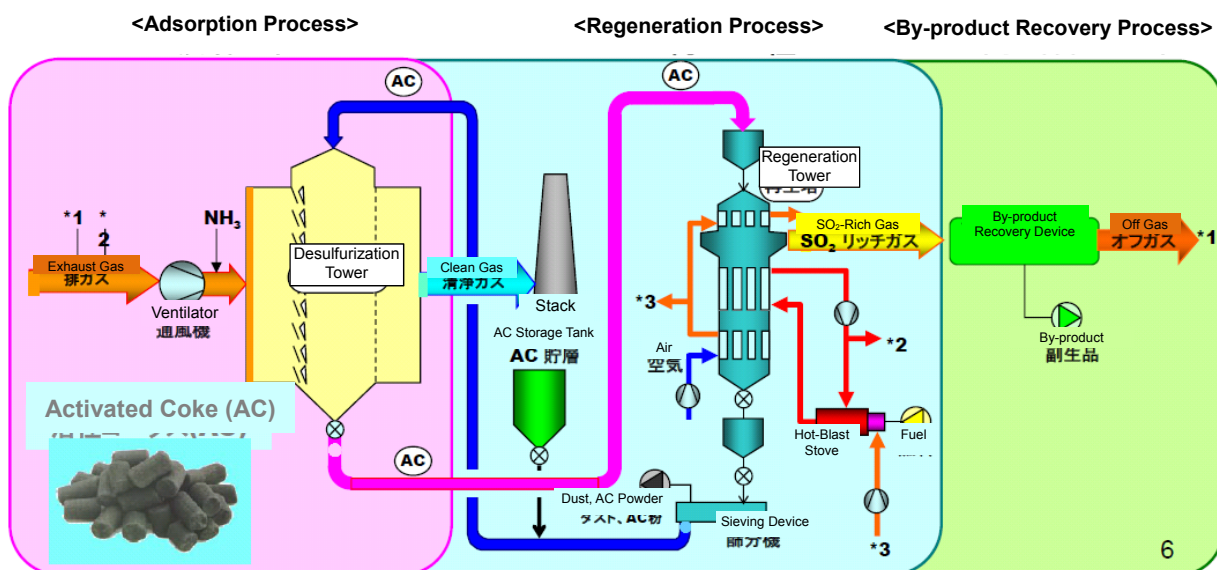 <Adsorption Process>
<Regeneration Process>
<By-product Recovery Process>
AC
AC
*1
*
2
NH₃
Exhaust Gas
排ガス
Ventilator
通風機
Desulfurization
Tower
Clean Gas
清浄ガス
Stack
AC Storage Tank
AC 貯層
Activated Coke (AC)
AC
Regeneration
Tower
SO₂-Rich Gas
SO₂ リッチガス
*3
Air
空気
*2
Hot-Blast
Stove
Fuel
*3
Dust, AC Powder
ダスト、AC粉
Sieving Device
篩分機
By-product
Recovery Device
Off Gas
オフガス
*1
By-product
副生品
6